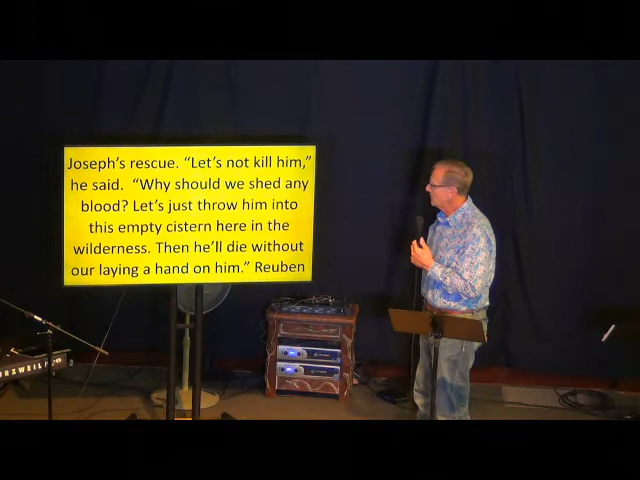 Joseph's rescue. “Let's not kill him,”
he said.  “Why should we shed any
blood? Let's just throw him into
this empty cistern here in the
wilderness. Then he'll die without
our laying a hand on him.” Reuben
RZWEIL